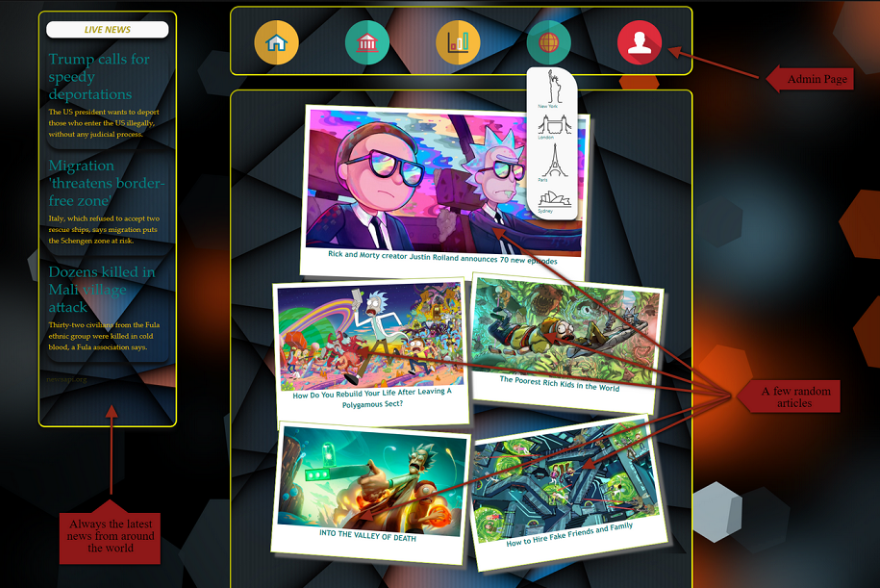 LIVE NEWS
Trump calls for
speedy
deportations
The US president wants to deport
those who enter the US illegally,
without any judicial process.
Migration
'threatens border-
free zone'
Italy, which refused to accept two
rescue ships, says migration puts
the Schengen zone at risk.
Dozens killed in
Mali village
attack
Thirty-two civilians from the Fula
ethnic group were killed in cold
blood, a Fula association says.
Always the latest
news from around
the world
New York
London
Paris
Sydney
Admin Page
Rick and Morty creator Justin Roiland announces 70 new episodes
How Do You Rebuild Your Life After Leaving A
Polygamous Sect?
The Poorest Rich Kids in the World
A few random
articles
INTO THE VALLEY OF DEATH
How to Hire Fake Friends and Family